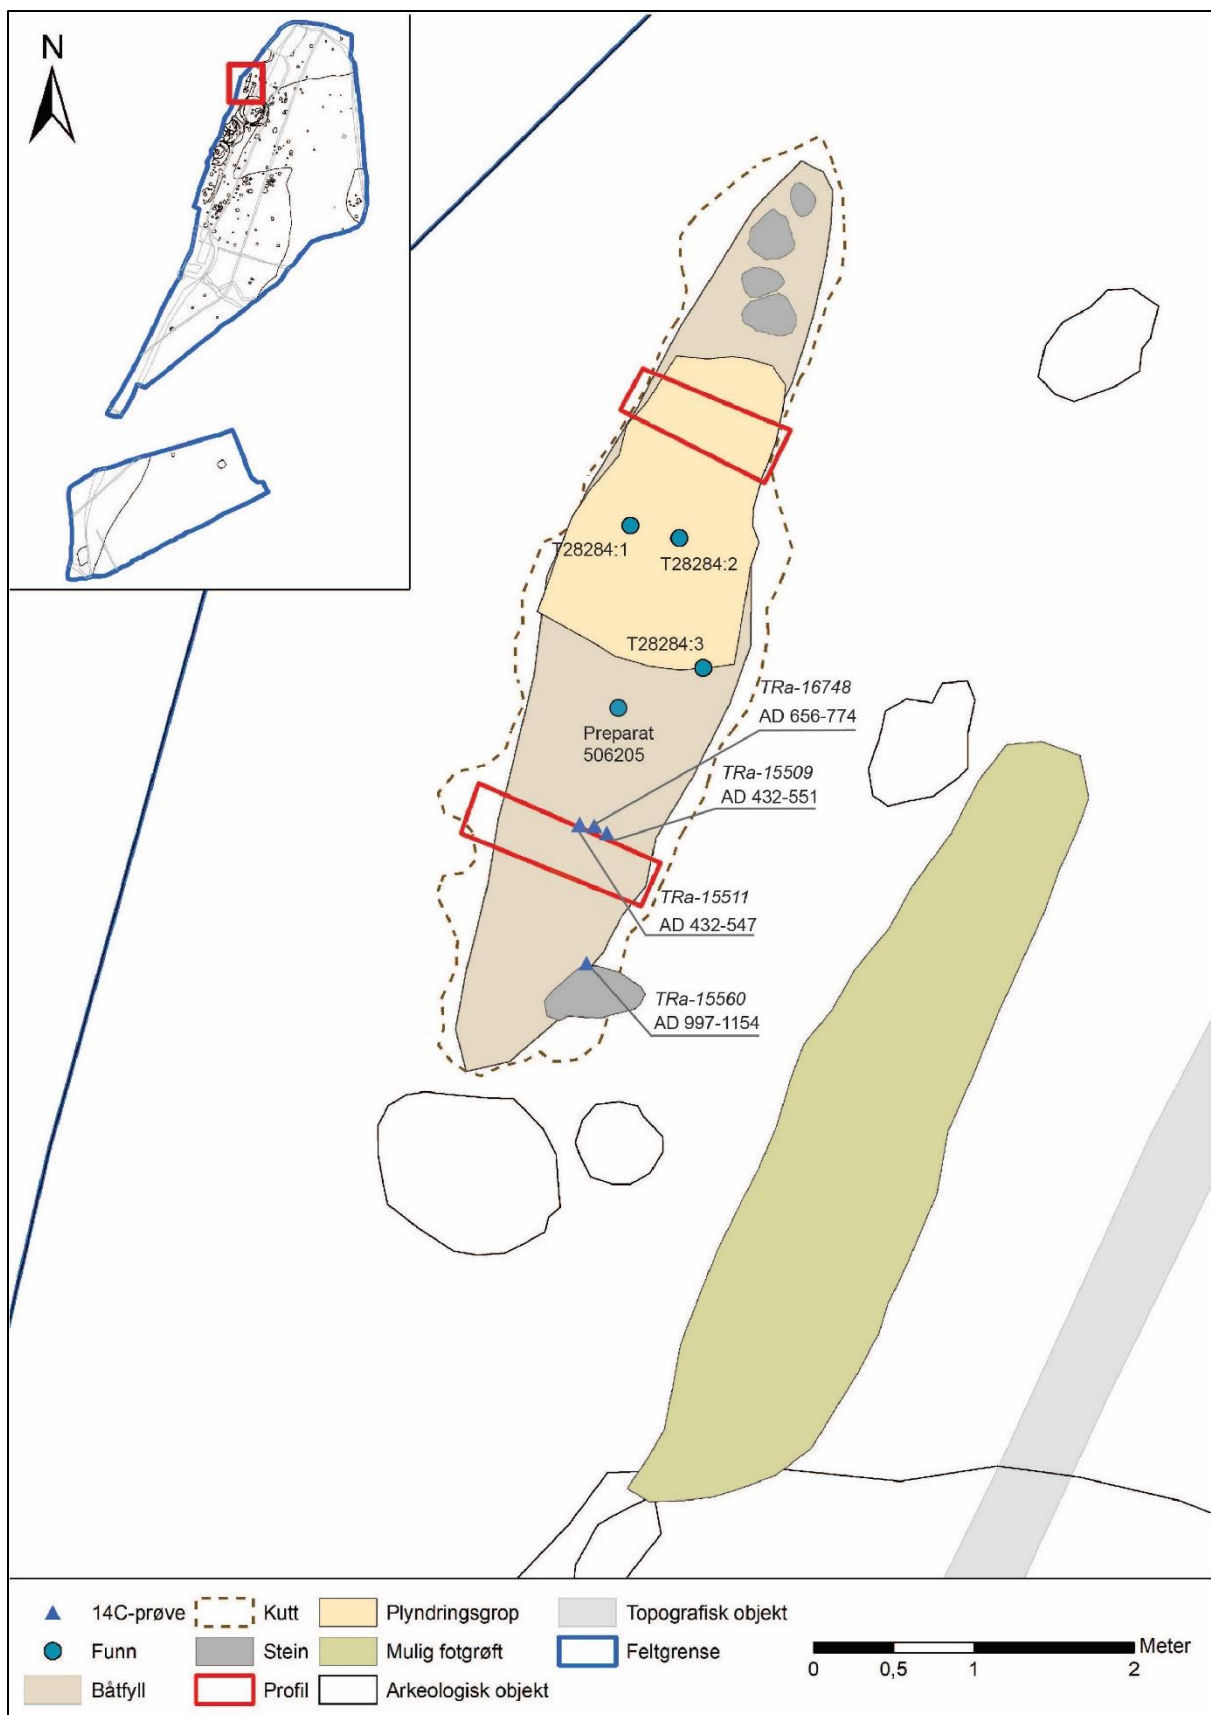 N
T28284:1
T28284:2
T28284:3
TRa-16748
AD 656-774
Preparat
506205
TRa-15509
AD 432-551
TRa-15511
AD 432-547
TRa-15560
AD 997-1154
14C-prøve
Kutt
Plyndringsgrop
Topografisk objekt
Funn
Stein
Mulig fotgrøft
Feltgrense
Båtfyll
Profil
Arkeologisk objekt
Meter
0 0,5 1 2